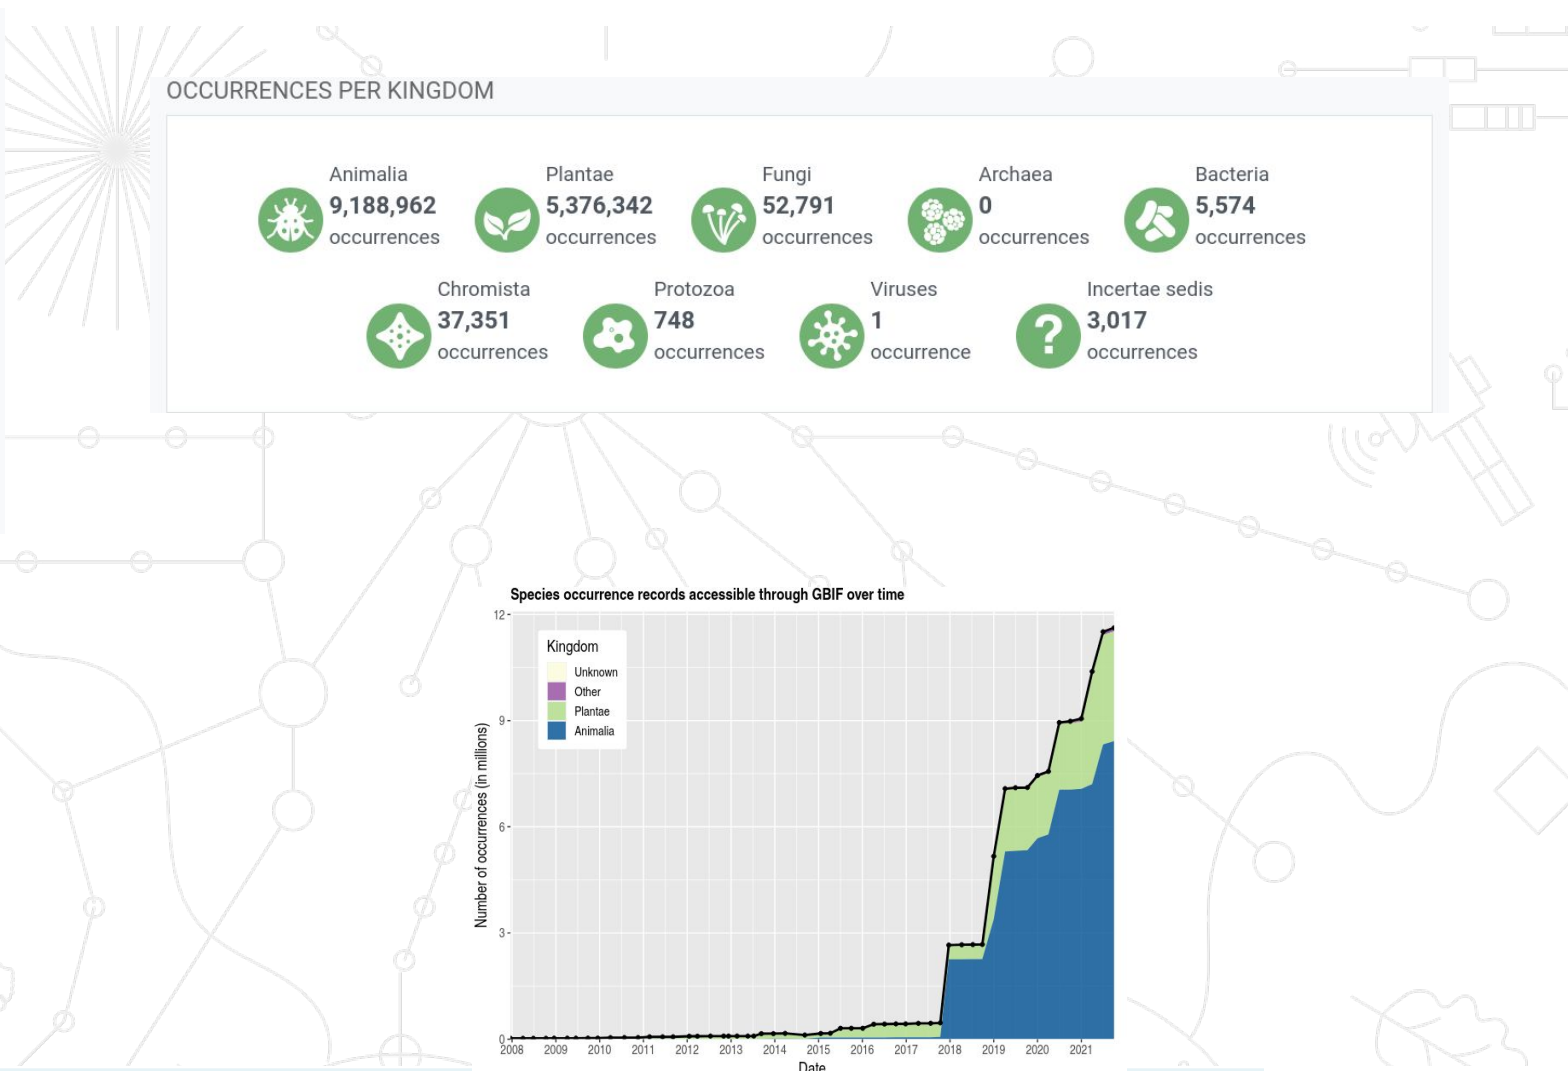 OCCURRENCES PER KINGDOM
Animalia
9,188,962
occurrences
Plantae
5,376,342
occurrences
Fungi
52,791
occurrences
Archaea
0
occurrences
Bacteria
5,574
occurrences
Chromista
37,351
occurrences
Protozoa
748
occurrences
Viruses
1
occurrence
Incertae sedis
3,017
occurrences
?
Species occurrence records accessible through GBIF over time
Number of occurrences (in millions)
12
9
6
3
0
Kingdom
Unknown
Other
Plantae
Animalia
2008 2009 2010 2011 2012 2013 2014 2015 2016 2017 2018 2019 2020 2021
Date